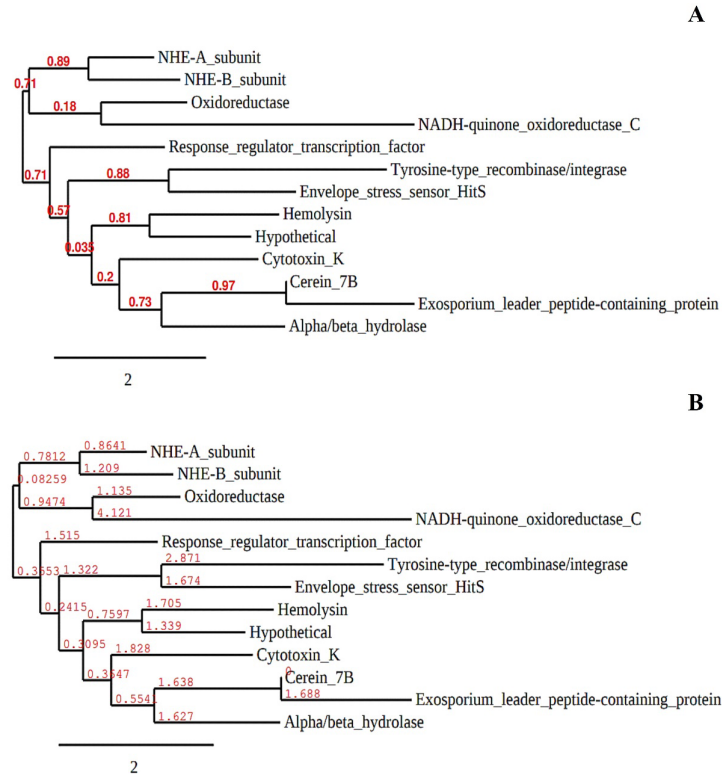 A
NHE-A_subunit
0.89
NHE-B_subunit
0.71
Oxidoreductase
0.18
NADH-quinone_oxidoreductase_C
Response_regulator_transcription_factor
0.71
Tyrosine-type_recombinase/integrase
0.88
Envelope_stress_sensor_HitS
0.57
Hemolysin
0.81
Hypothetical
0.035
Cytotoxin_K
0.2
Cerein_7B
0.97
Exosporium_leader_peptide-containing_protein
0.73
Alpha/beta_hydrolase
2
B
0.8641
NHE-A_subunit
0.7812
1.209
NHE-B_subunit
0.08259
1.135
Oxidoreductase
0.9474
4.121
NADH-quinone_oxidoreductase_C
1.515
Response_regulator_transcription_factor
2.871
Tyrosine-type_recombinase/integrase
0.3553
1.322
1.674
Envelope_stress_sensor_HitS
0.2415
1.705
Hemolysin
0.7597
1.339
Hypothetical
0.3095
1.828
Cytotoxin_K
0
Cerein_7B
1.638
1.688
Exosporium_leader_peptide-containing_protein
1.627
Alpha/beta_hydrolase
2